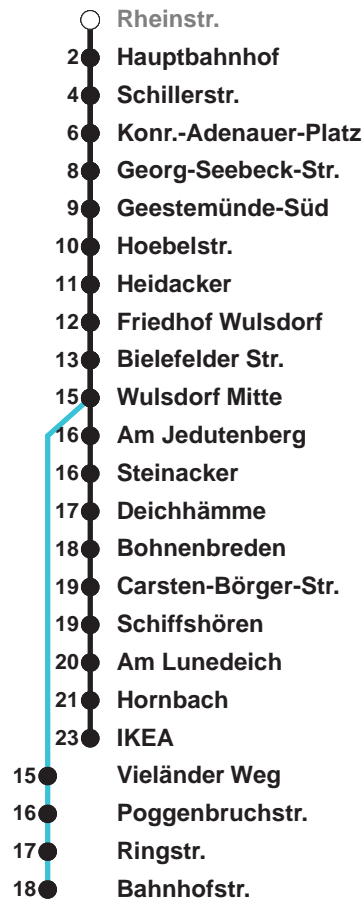 Rheinstr.
2 Hauptbahnhof
4 Schillerstr.
6 Konr.-Adenauer-Platz
8 Georg-Seebeck-Str.
9 Geestemünde-Süd
10 Hoebelstr.
11 Heidacker
12 Friedhof Wulsdorf
13 Bielefelder Str.
15 Wulsdorf Mitte
16 Am Jedutenberg
16 Steinacker
17 Deichhämme
18 Bohnenbreden
19 Carsten-Börger-Str.
19 Schiffshören
20 Am Lunedeich
21 Hornbach
23 IKEA
15 Vieländer Weg
16 Poggenbruchstr.
17 Ringstr.
18 Bahnhofstr.